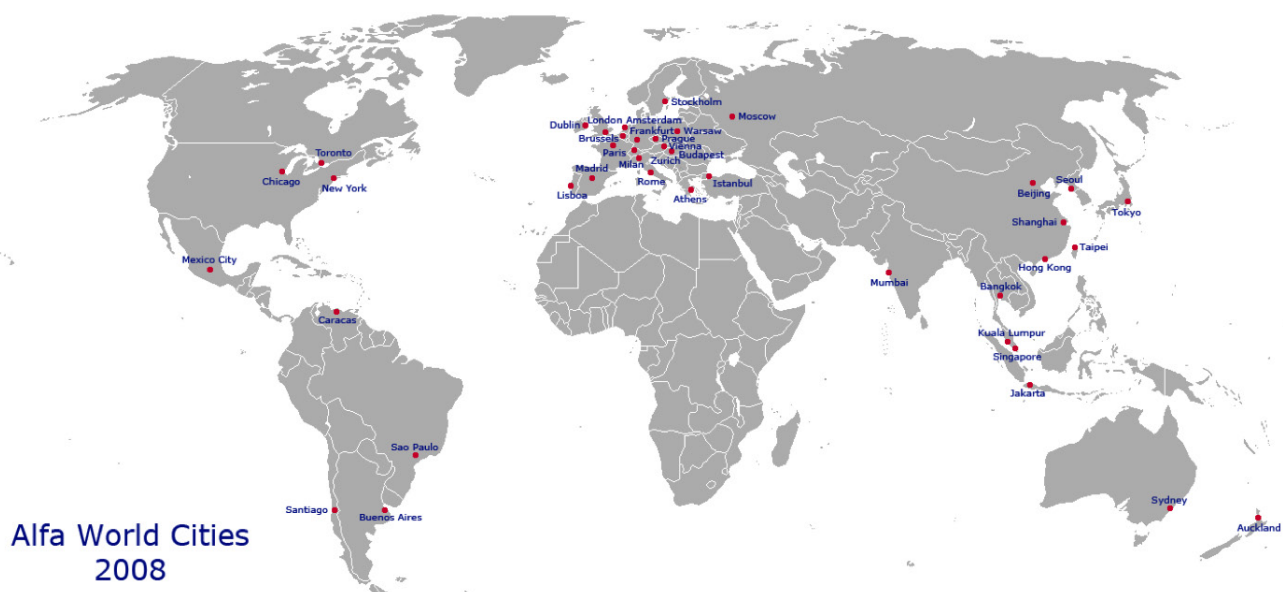 Stockholm
Moscow
London Amsterdam
Dublin
Frankfurt
Warsaw
Brussels
Prague
Vienna
Paris
Budapest
Milan
Zurich
Toronto
Madrid
Chicago
New York
Rome
Istanbul
Lisboa
Athens
Seoul
Beijing
Tokyo
Shanghai
Taipei
Mexico City
Hong Kong
Mumbai
Bangkok
Caracas
Kuala Lumpur
Singapore
Jakarta
Sao Paulo
Sydney
Santiago
Buenos Aires
Auckland
Alfa World Cities
2008